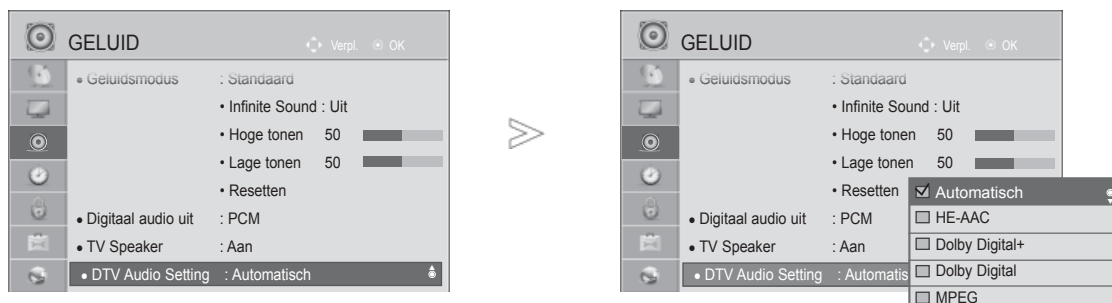 GELUID Verpl. OK
• Geluidsmodus : Standaard
• Infinite Sound : Uit
• Hoge tonen 50
• Lage tonen 50
• Resetten
• Digitaal audio uit : PCM
• TV Speaker : Aan
• DTV Audio Setting : Automatisch
GELUID Verpl. OK
• Geluidsmodus : Standaard
• Infinite Sound : Uit
• Hoge tonen 50
• Lage tonen 50
• Resetten
• Digitaal audio uit : PCM
• TV Speaker : Aan
• DTV Audio Setting : Automatis
Automatisch
HE-AAC
Dolby Digital+
Dolby Digital
MPEG